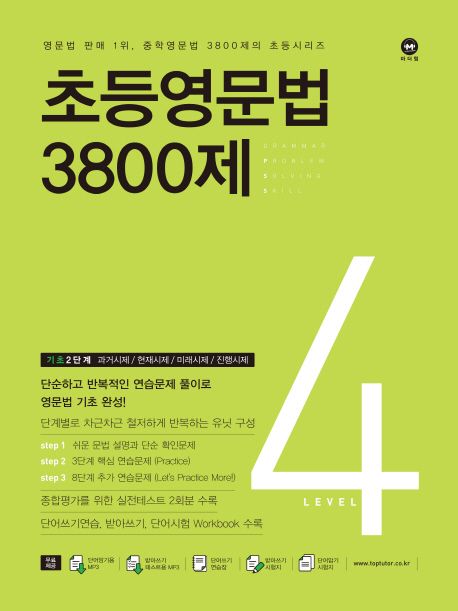 영문법 판매 1위, 중학영문법 3800제의 초등시리즈
마더텅
초등영문법
3800제
GRAMMAR
PROBLEM
SOLVING
SKILL
기초2단계 과거시제 / 현재시제 / 미래시제 / 진행시제
단순하고 반복적인 연습문제 풀이로
영문법 기초 완성!
단계별로 차근차근 철저하게 반복하는 유닛 구성
step 1 쉬운 문법 설명과 단순 확인문제
step 2 3단계 핵심 연습문제 (Practice)
step 3 8단계 추가 연습문제 (Let's Practice More!)
종합평가를 위한 실전테스트 2회분 수록
단어쓰기연습, 받아쓰기, 단어시험 Workbook 수록
4
LEVEL
무료
제공
단어암기용
MP3
받아쓰기
테스트용 MP3
단어쓰기
연습장
받아쓰기
시험지
단어암기
시험지
www.toptutor.co.kr